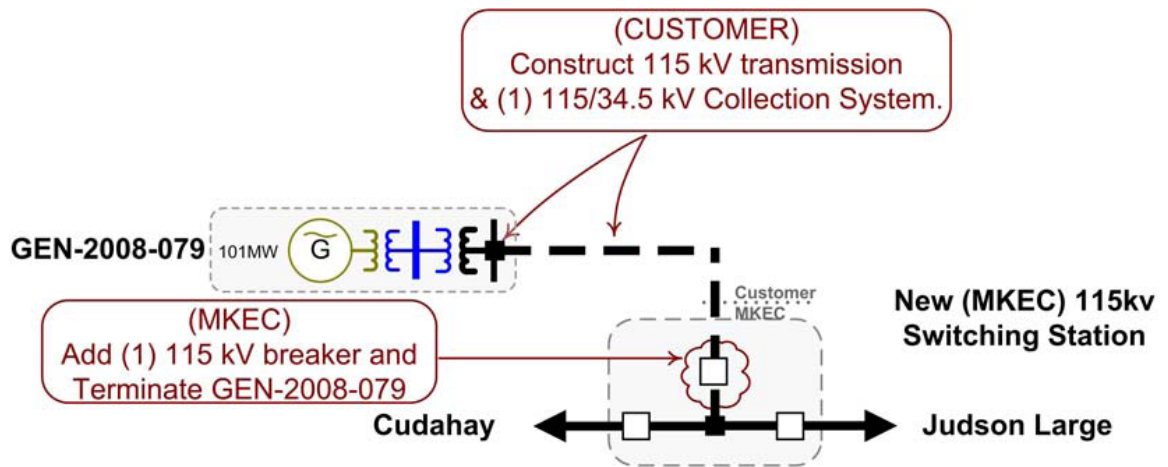 (CUSTOMER)
Construct 115 kV transmission
& (1) 115/34.5 kV Collection System.
GEN-2008-079
101MW
G
Customer
MKEC
New (MKEC) 115kv
Switching Station
(MKEC)
Add (1) 115 kV breaker and
Terminate GEN-2008-079
Cudahay
Judson Large